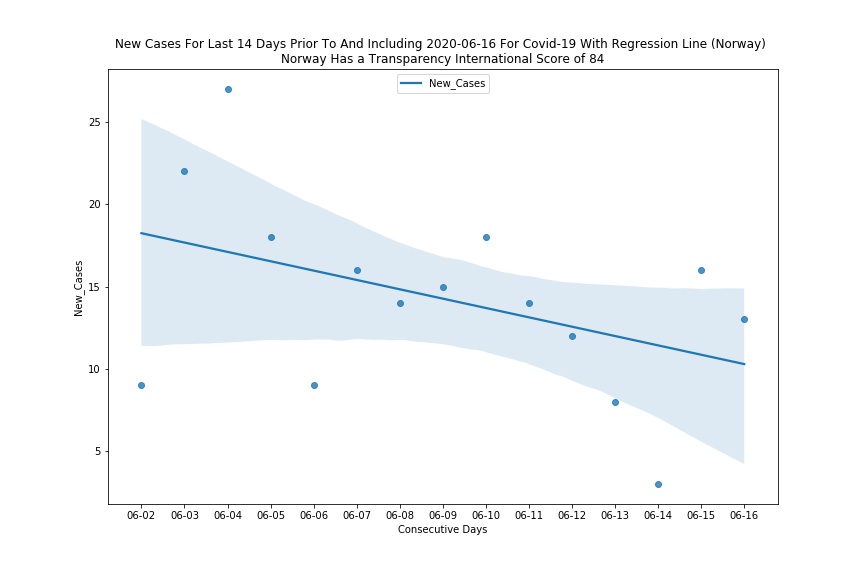 New Cases For Last 14 Days Prior To And Including 2020-06-16 For Covid-19 With Regression Line (Norway)
Norway Has a Transparency International Score of 84
New_Cases
New_Cases
25
20
15
10
5
06-02 06-03 06-04 06-05 06-06 06-07 06-08 06-09 06-10 06-11 06-12 06-13 06-14 06-15 06-16
Consecutive Days